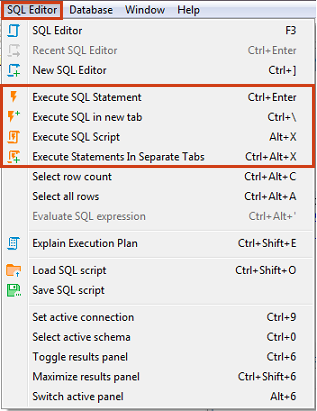 SQL Editor Database Window Help
SQL Editor F3
Recent SQL Editor Ctrl+Enter
New SQL Editor Ctrl+]
Execute SQL Statement Ctrl+Enter
Execute SQL in new tab Ctrl+\
Execute SQL Script Alt+X
Execute Statements In Separate Tabs Ctrl+Alt+X
Select row count Ctrl+Alt+C
Select all rows Ctrl+Alt+A
Evaluate SQL expression Ctrl+Alt+'
Explain Execution Plan Ctrl+Shift+E
Load SQL script Ctrl+Shift+O
Save SQL script
Set active connection Ctrl+9
Select active schema Ctrl+0
Toggle results panel Ctrl+6
Maximize results panel Ctrl+Shift+6
Switch active panel Alt+6